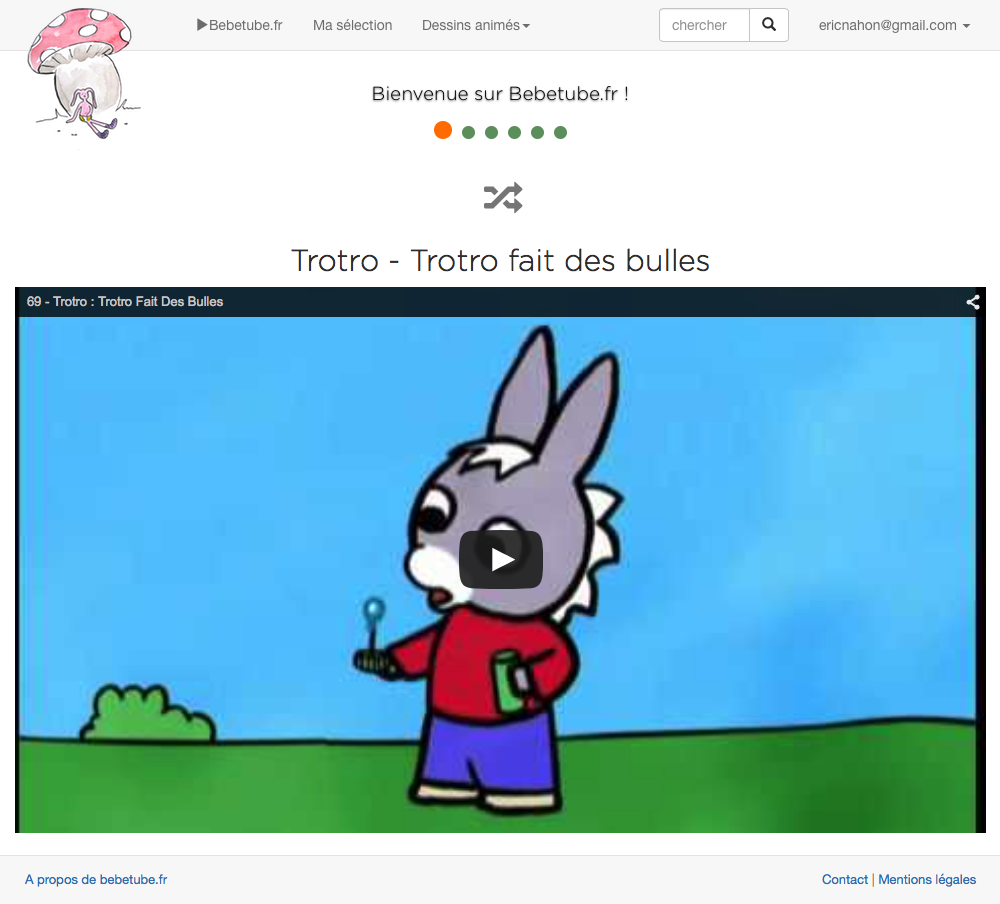 Bebetube.fr Ma sélection Dessins animés chercher ericnahon@gmail.com
Bienvenue sur Bebetube.fr !
Trotro - Trotro fait des bulles
69 - Trotro : Trotro Fait Des Bulles
A propos de bebetube.fr Contact | Mentions légales